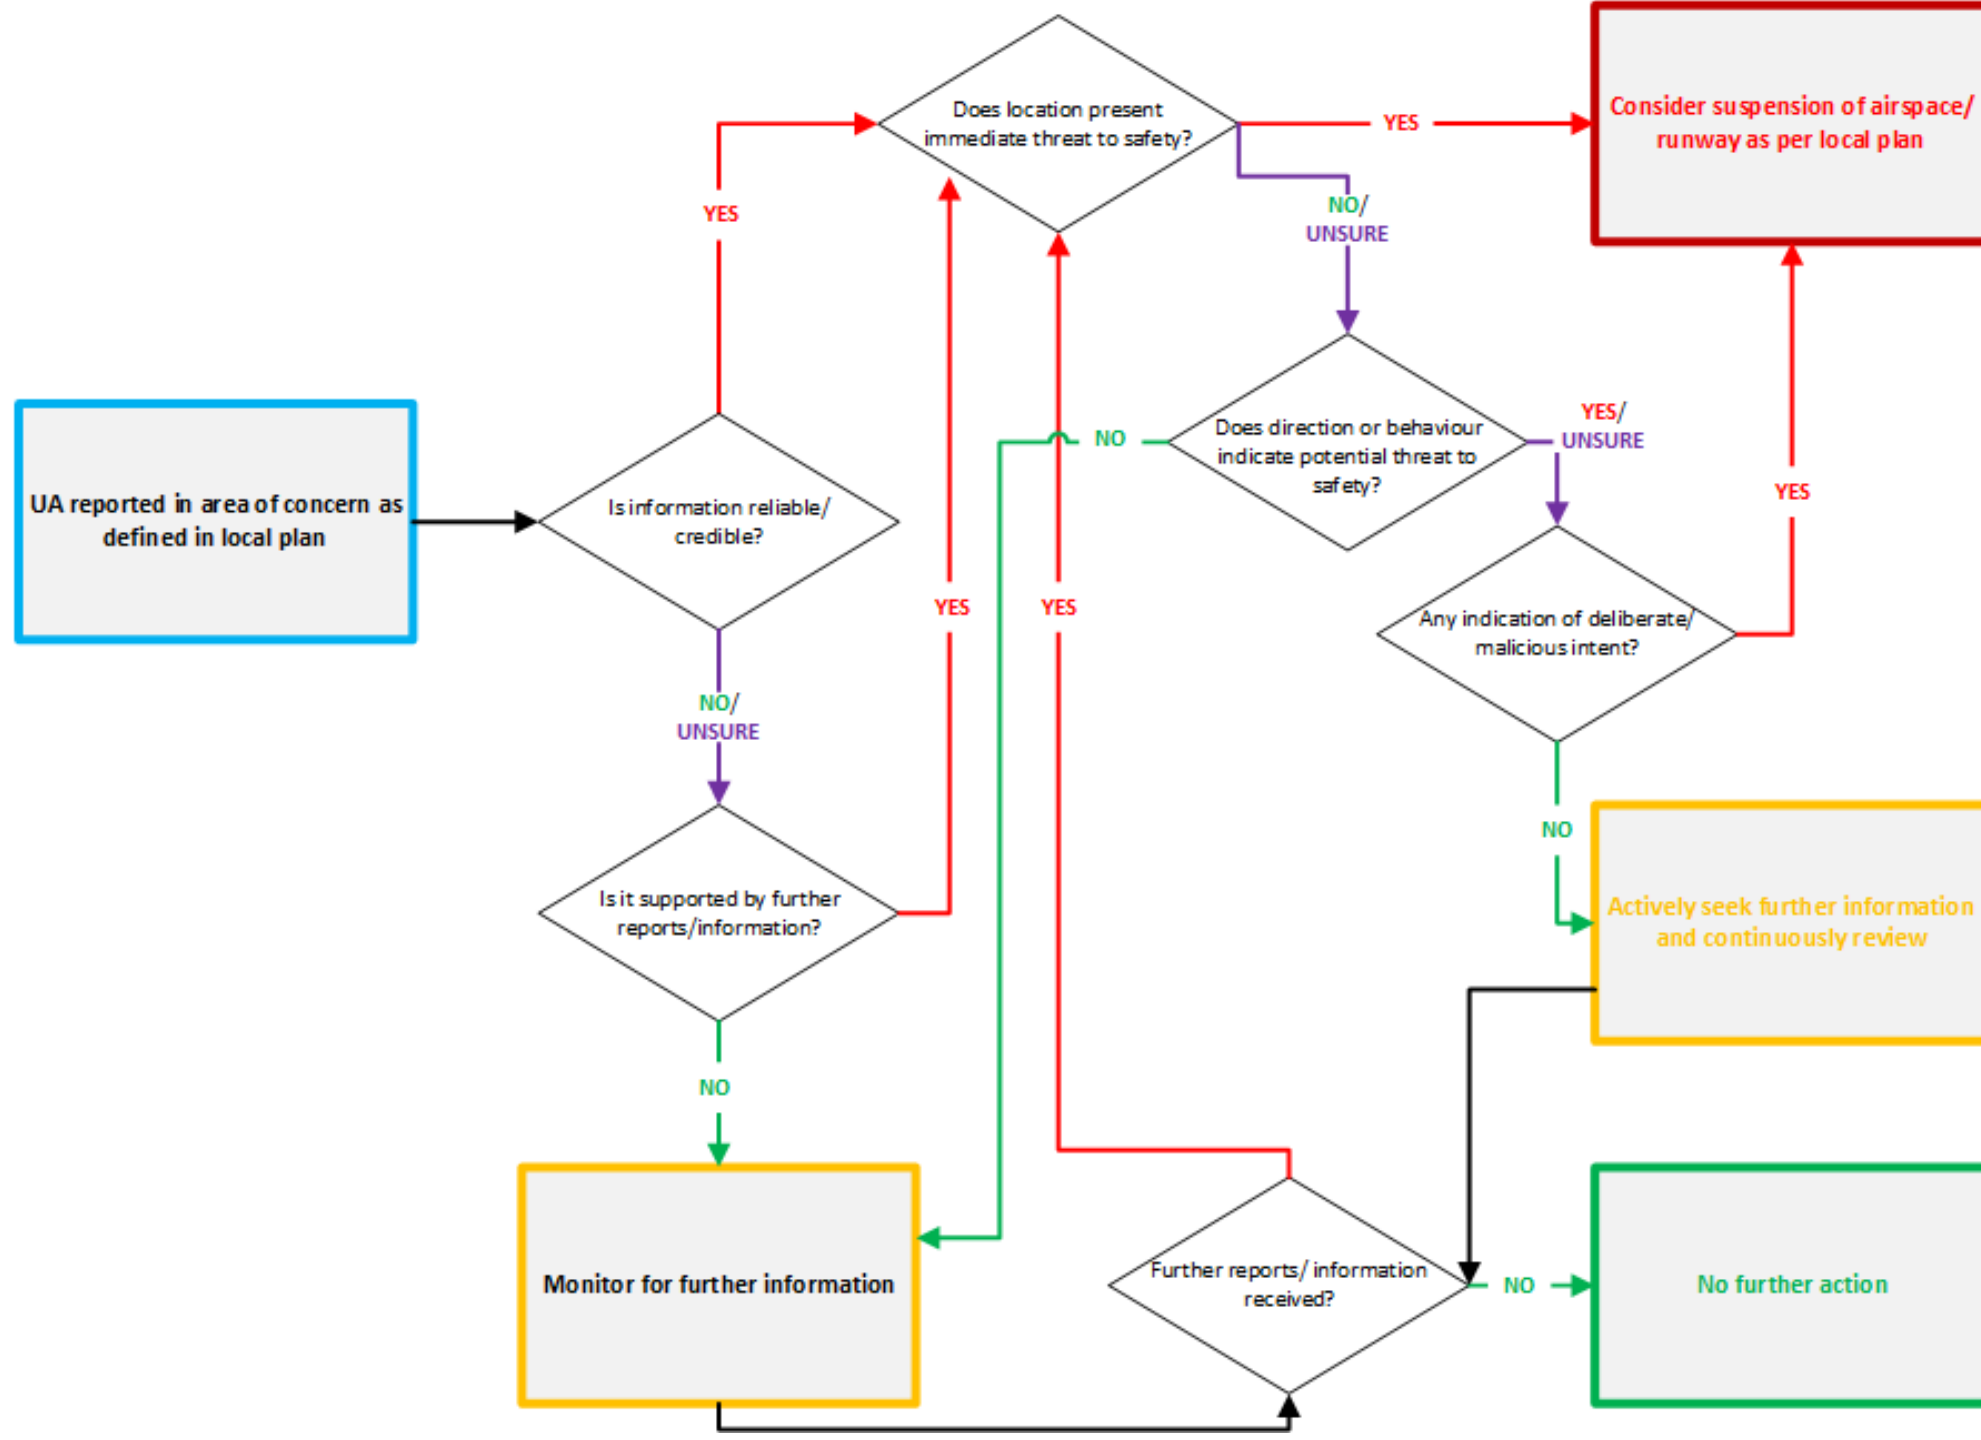 Does location present
immediate threat to safety?
YES
Consider suspension of airspace/
runway as per local plan
YES
NO/
UNSURE
UA reported in area of concern as
defined in local plan
Is information reliable/
credible?
NO
Does direction or behaviour
indicate potential threat to
safety?
YES/
UNSURE
YES
YES
YES
Any indication of deliberate/
malicious intent?
NO/
UNSURE
NO
Is it supported by further
reports/information?
Actively seek further information
and continuously review
NO
Monitor for further information
Further reports/ information
received?
NO
No further action